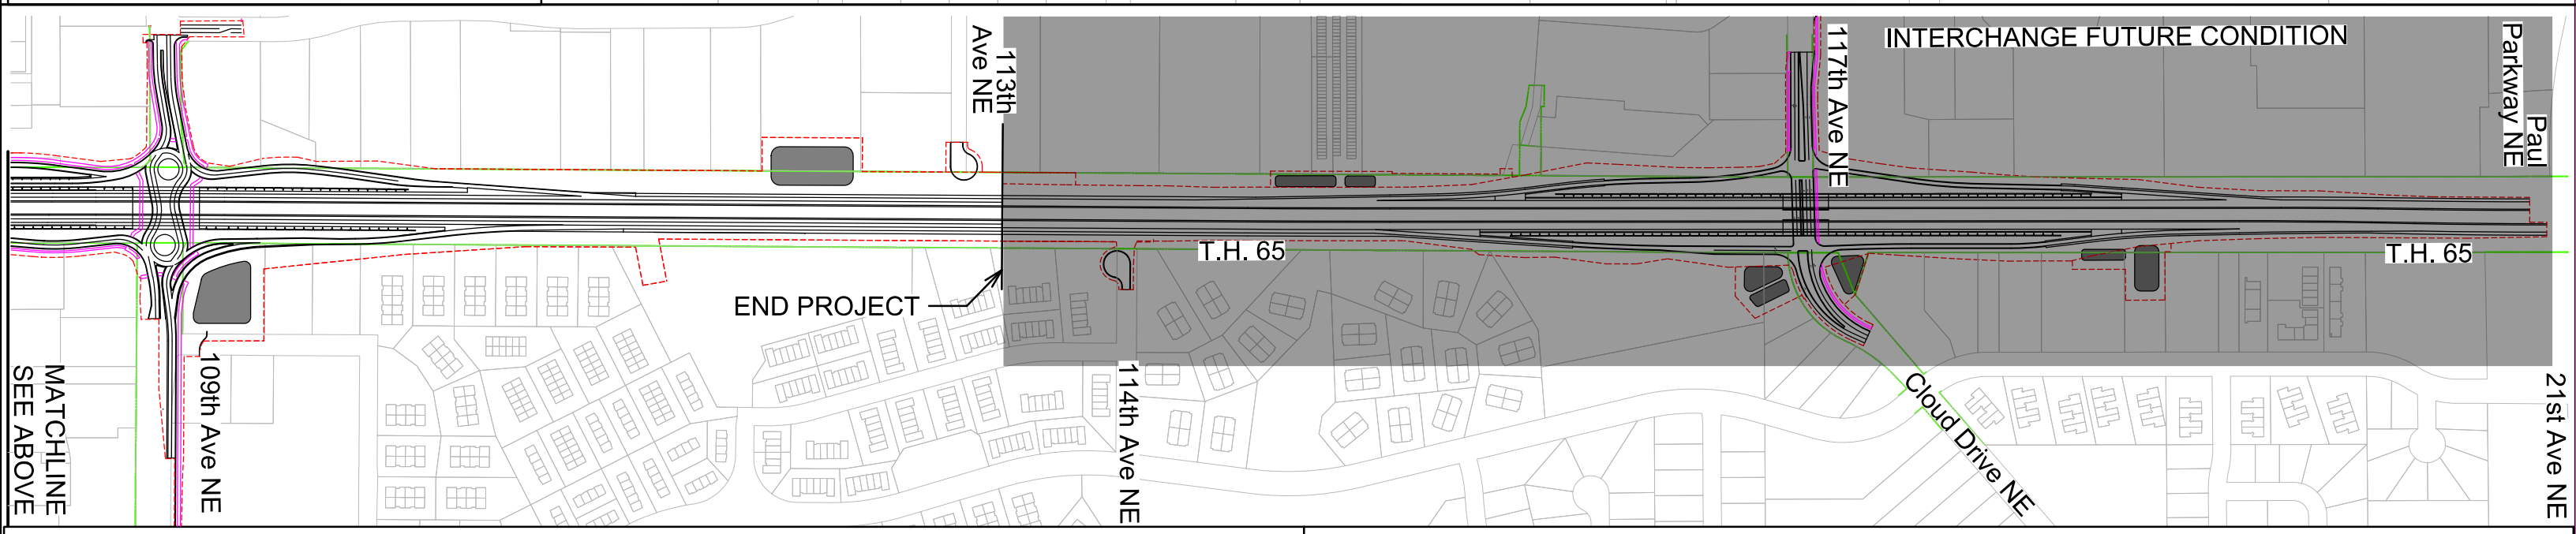 MATCHLINE
SEE ABOVE
109th Ave NE
113th
Ave NE
END PROJECT
114th Ave NE
T.H. 65
117th Ave NE
INTERCHANGE FUTURE CONDITION
Cloud Drive NE
T.H. 65
Paul
Parkway NE
21st Ave NE